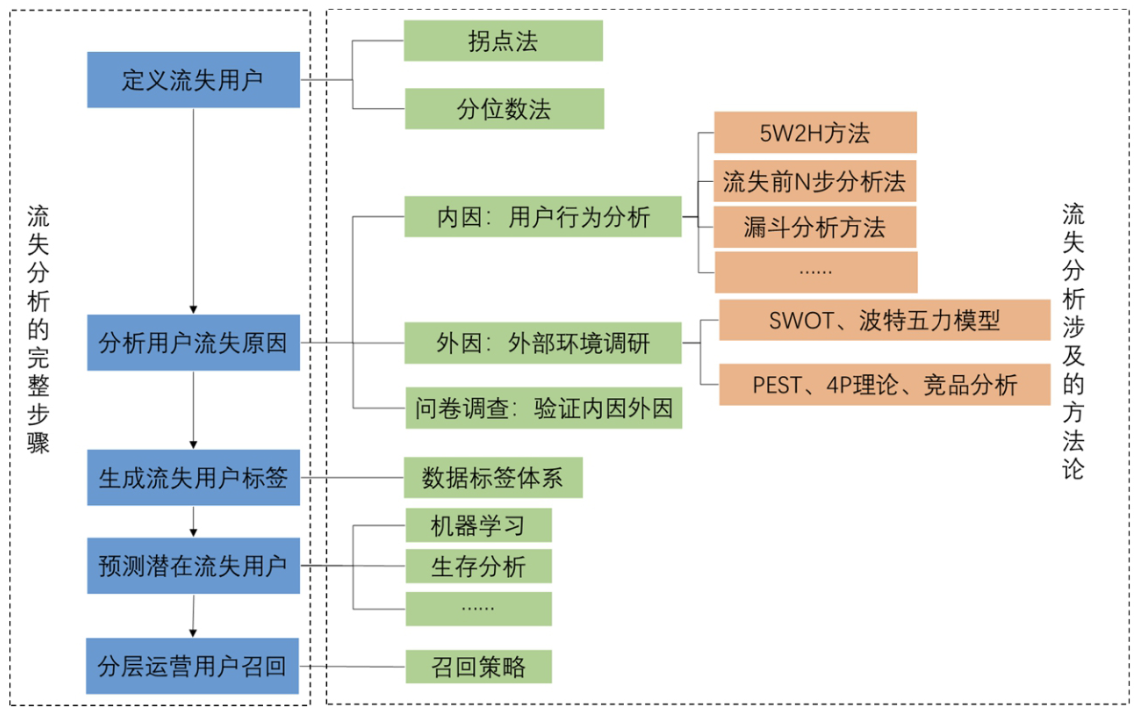 流失分析的完整步骤
定义流失用户
分析用户流失原因
生成流失用户标签
预测潜在流失用户
分层运营用户召回
拐点法
分位数法
内因：用户行为分析
5W2H方法
流失前N步分析法
漏斗分析方法
……
外因：外部环境调研
SWOT、波特五力模型
PEST、4P理论、竞品分析
问卷调查：验证内因外因
数据标签体系
机器学习
生存分析
……
召回策略
流失分析涉及的方法论